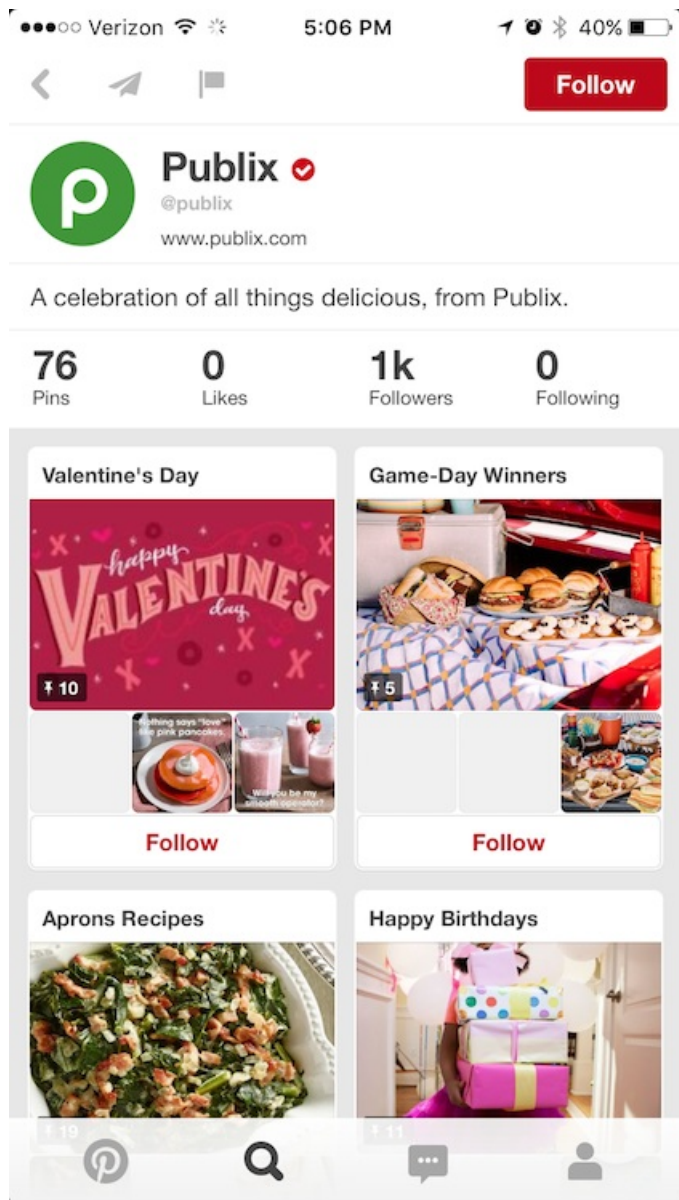 Verizon 5:06 PM 40%
Follow
Publix
@publix
www.publix.com
A celebration of all things delicious, from Publix.
76 0 1k 0
Pins Likes Followers Following
Valentine's Day Game-Day Winners
happy
VALENTINE'S
day
10 5
Nothing says "love"
like pink pancakes.
Will you be my
smooth operator?
Follow Follow
Aprons Recipes Happy Birthdays
19 11